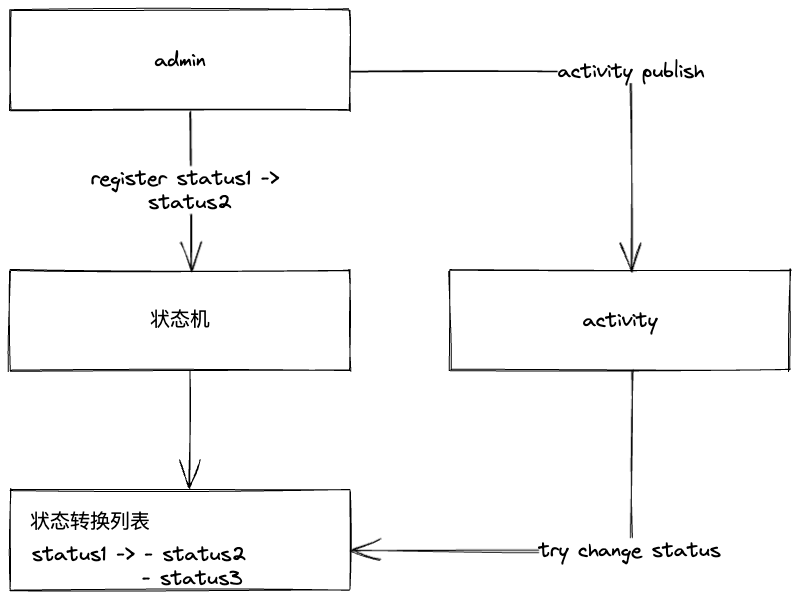 admin
activity publish
register status1 ->
status2
状态机
activity
状态转换列表
status1 -> - status2
- status3
try change status